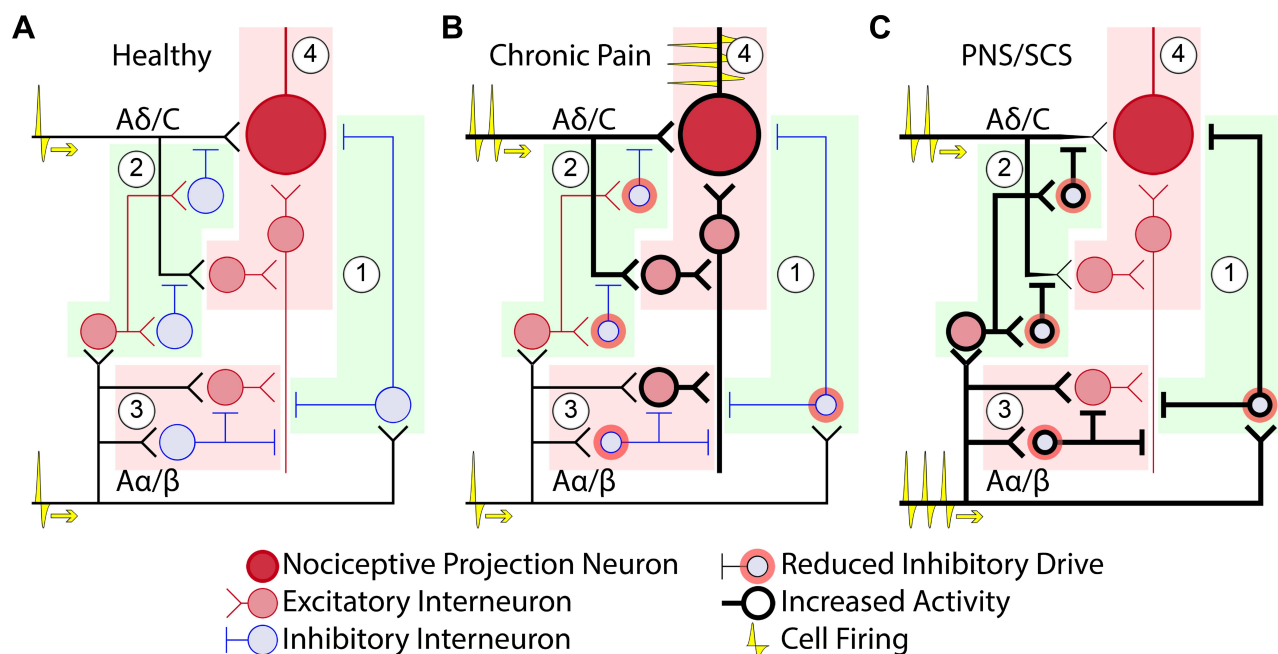 A
Healthy
4
Aδ/C
2
1
3
Aα/β
B
Chronic Pain
4
Aδ/C
2
1
3
Aα/β
C
PNS/SCS
4
Aδ/C
2
1
3
Aα/β
Nociceptive Projection Neuron
Excitatory Interneuron
Inhibitory Interneuron
Reduced Inhibitory Drive
Increased Activity
Cell Firing